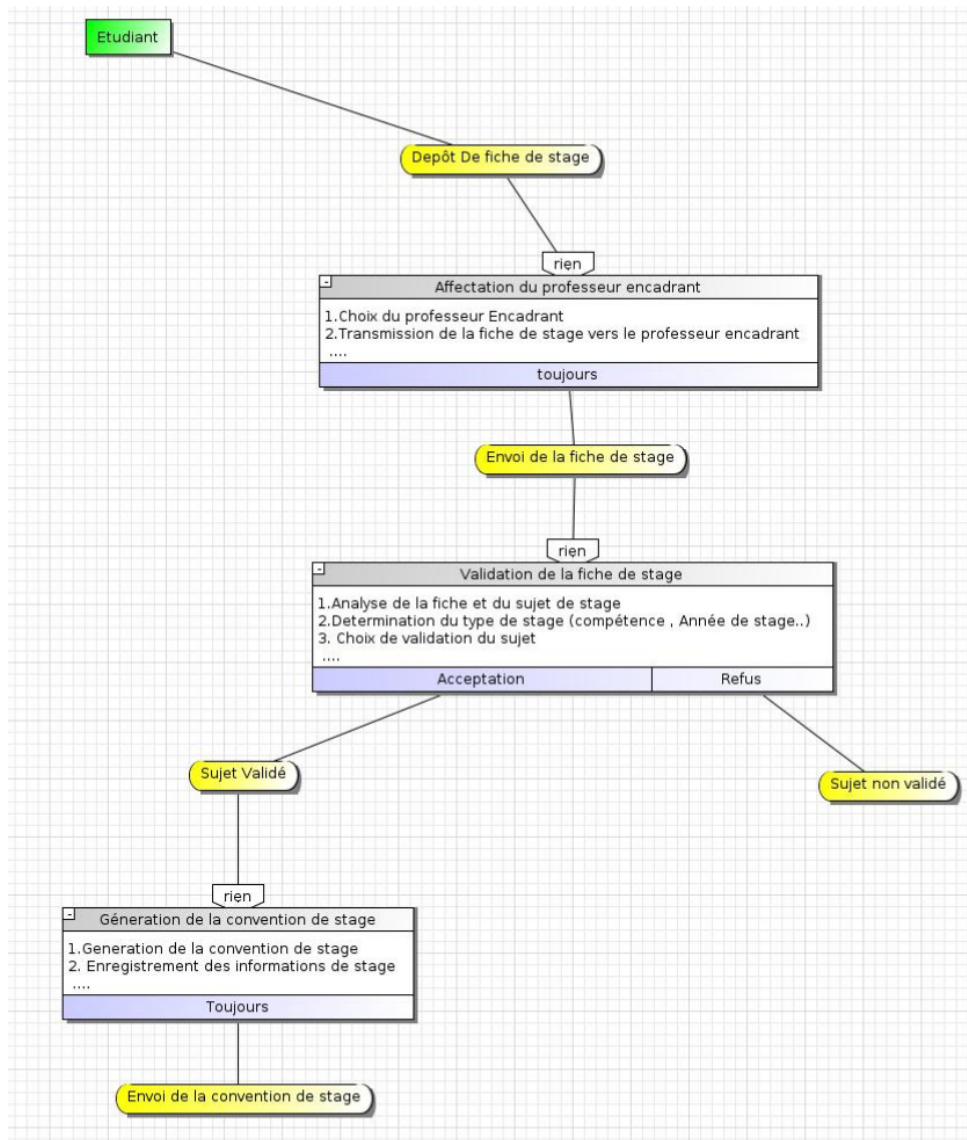 Etudiant
Depôt De fiche de stage
rien
-
Affectation du professeur encadrant
1.Choix du professeur Encadrant
2.Transmission de la fiche de stage vers le professeur encadrant
....
toujours
Envoi de la fiche de stage
rien
-
Validation de la fiche de stage
1.Analyse de la fiche et du sujet de stage
2.Determination du type de stage (compétence , Année de stage..)
3. Choix de validation du sujet
....
Acceptation
Refus
Sujet Validé
Sujet non validé
rien
-
Géneration de la convention de stage
1.Generation de la convention de stage
2. Enregistrement des informations de stage
....
Toujours
Envoi de la convention de stage